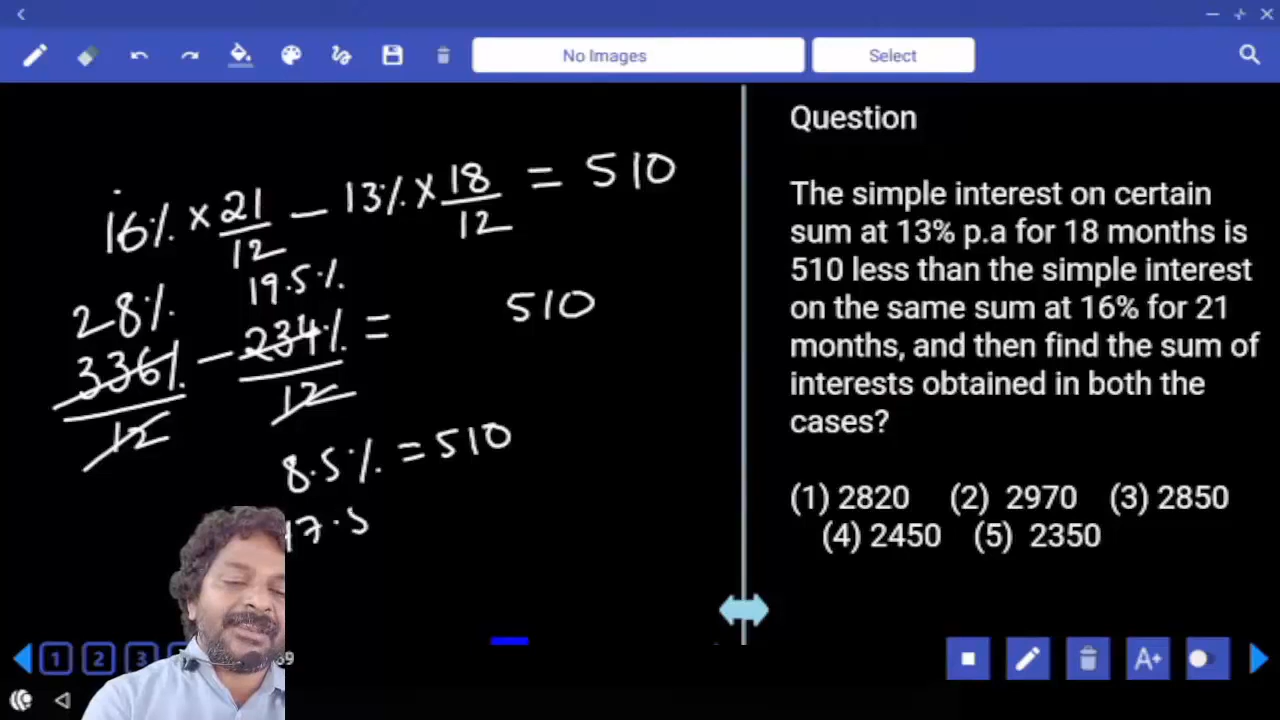 No Images
Select
16% × 21/12 − 13% × 18/12 = 510
28% 19.5%
336%/12 − 234%/12 = 510
8.5% = 510
47.5
1 2 3
9
Question
The simple interest on certain
sum at 13% p.a for 18 months is
510 less than the simple interest
on the same sum at 16% for 21
months, and then find the sum of
interests obtained in both the
cases?
(1) 2820 (2) 2970 (3) 2850
(4) 2450 (5) 2350
A+